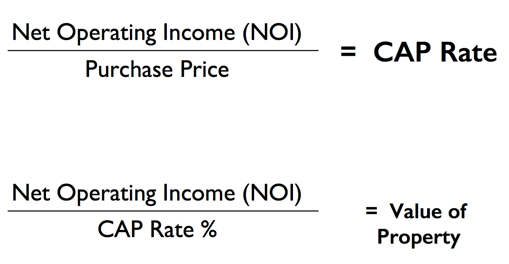 Net Operating Income (NOI)
Purchase Price
= CAP Rate
Net Operating Income (NOI)
CAP Rate %
= Value of
Property